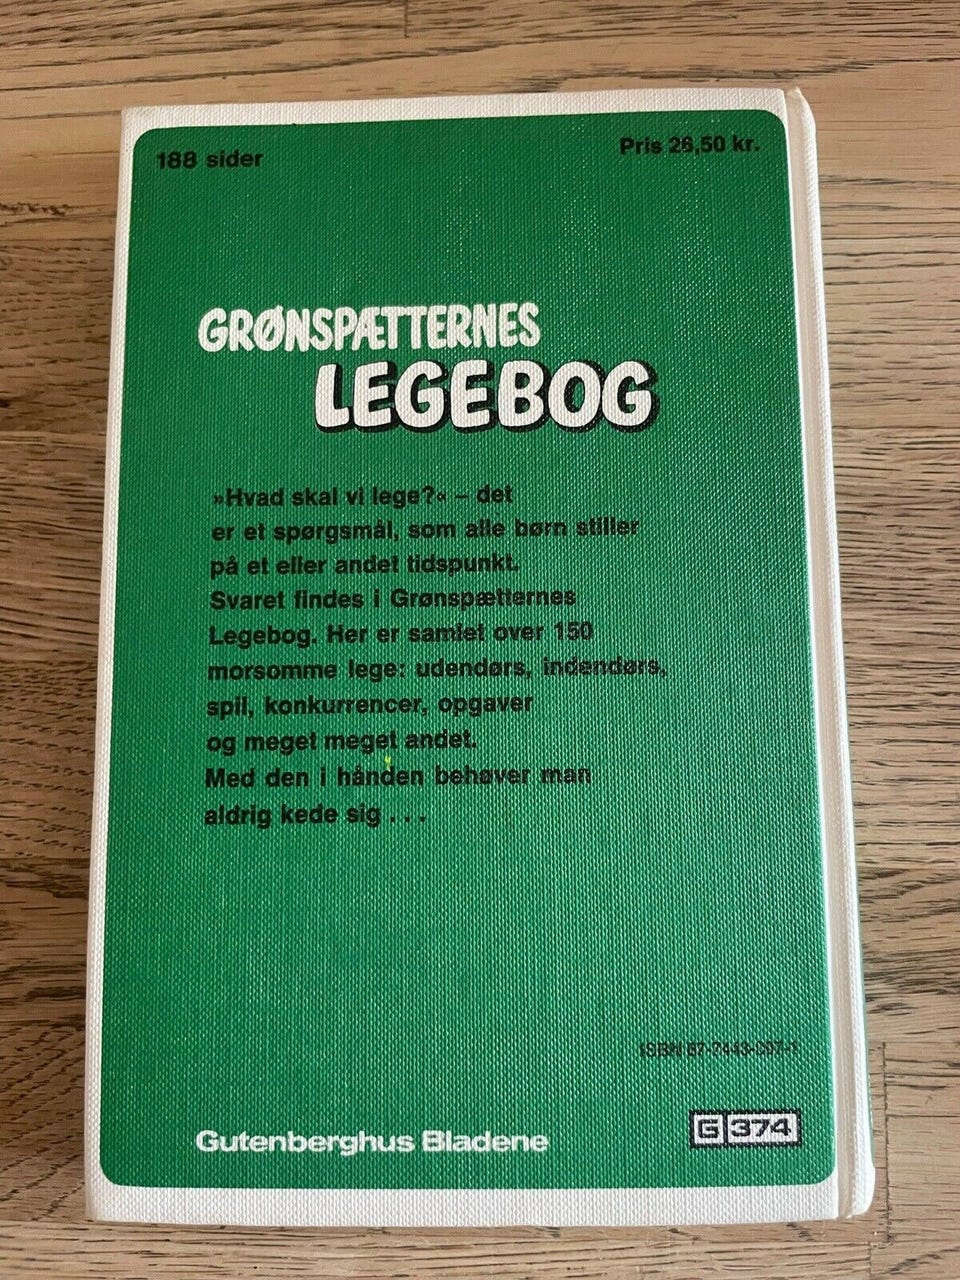 188 sider
Pris 26,50 kr.
GRØNSPÆTTERNES
LEGEBOG
»Hvad skal vi lege?« – det
er et spørgsmål, som alle børn stiller
på et eller andet tidspunkt.
Svaret findes i Grønspætternes
Legebog. Her er samlet over 150
morsomme lege: udendørs, indendørs,
spil, konkurrencer, opgaver
og meget meget andet.
Med den i hånden behøver man
aldrig kede sig . . .
ISBN
Gutenberghus Bladene
G 374